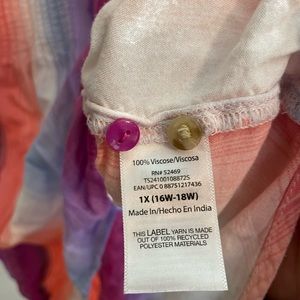 100% Viscose/Viscosa
RN# 52469
TS24100108872S
EAN/UPC 0 88751217436
1X (16W-18W)
Made In/Hecho En India
THIS LABEL YARN IS MADE
OUT OF 100% RECYCLED
POLYESTER MATERIALS